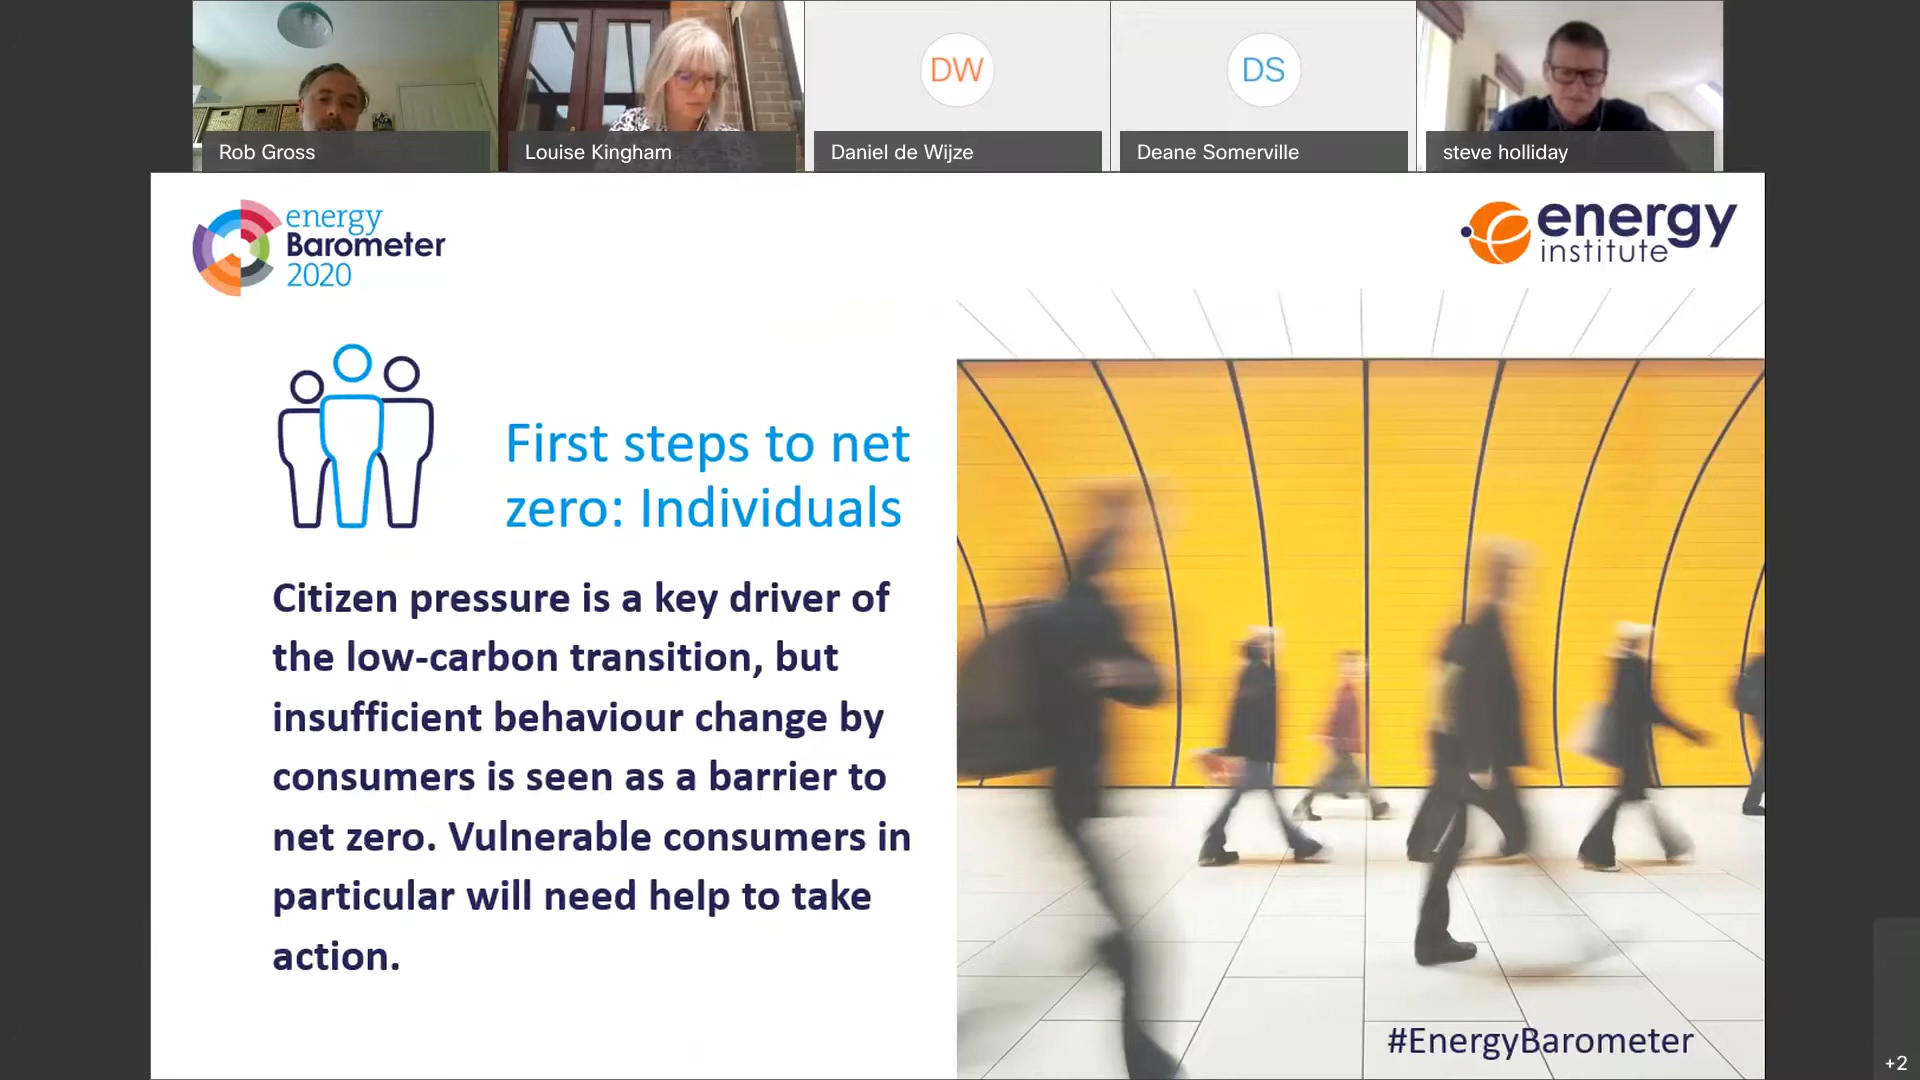 DW
DS
Rob Gross
Louise Kingham
Daniel de Wijze
Deane Somerville
steve holliday
energy
Barometer
2020
energy
institute
First steps to net
zero: Individuals
Citizen pressure is a key driver of
the low-carbon transition, but
insufficient behaviour change by
consumers is seen as a barrier to
net zero. Vulnerable consumers in
particular will need help to take
action.
#EnergyBarometer
+2